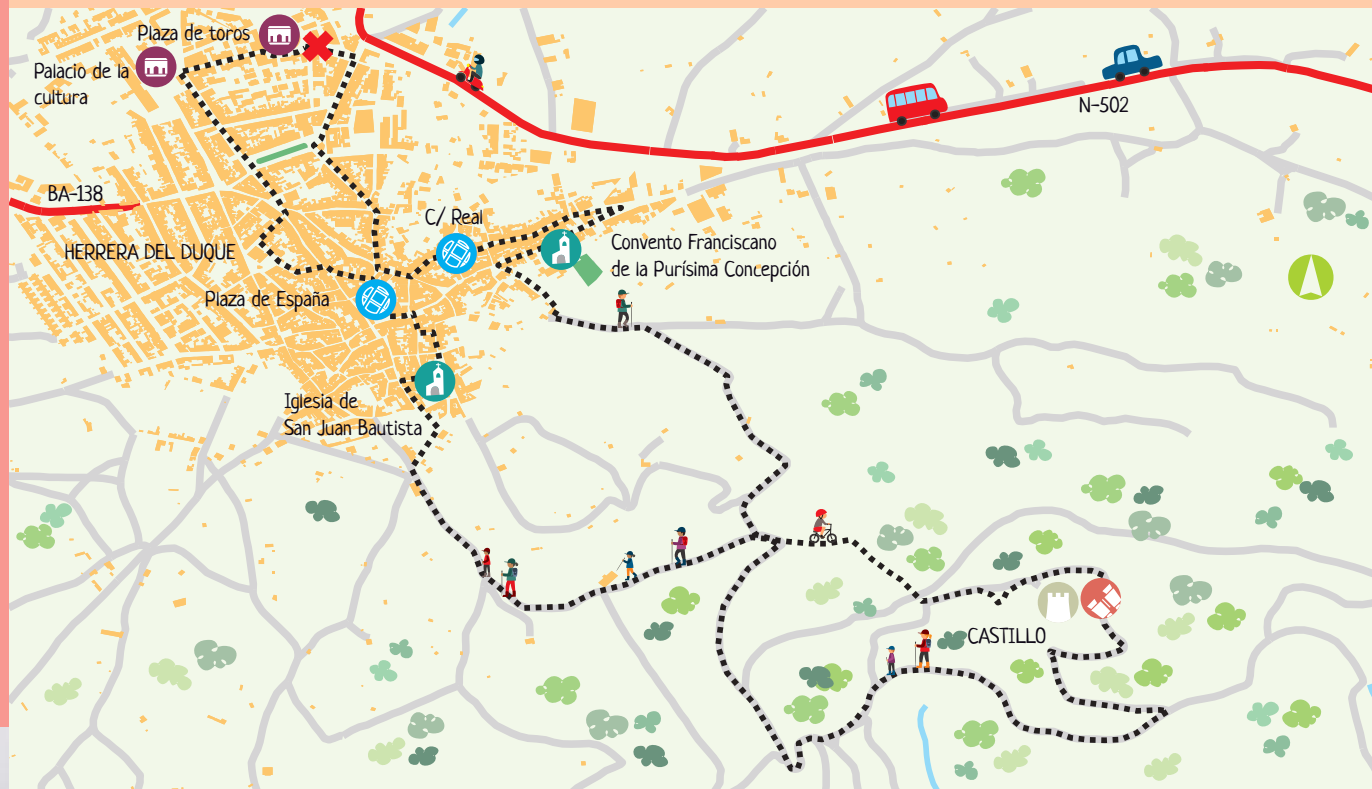 Plaza de toros
Palacio de la
cultura
N-502
BA-138
C/ Real
HERRERA DEL DUQUE
Convento Franciscano
de la Purísima Concepción
Plaza de España
Iglesia de
San Juan Bautista
CASTILLO